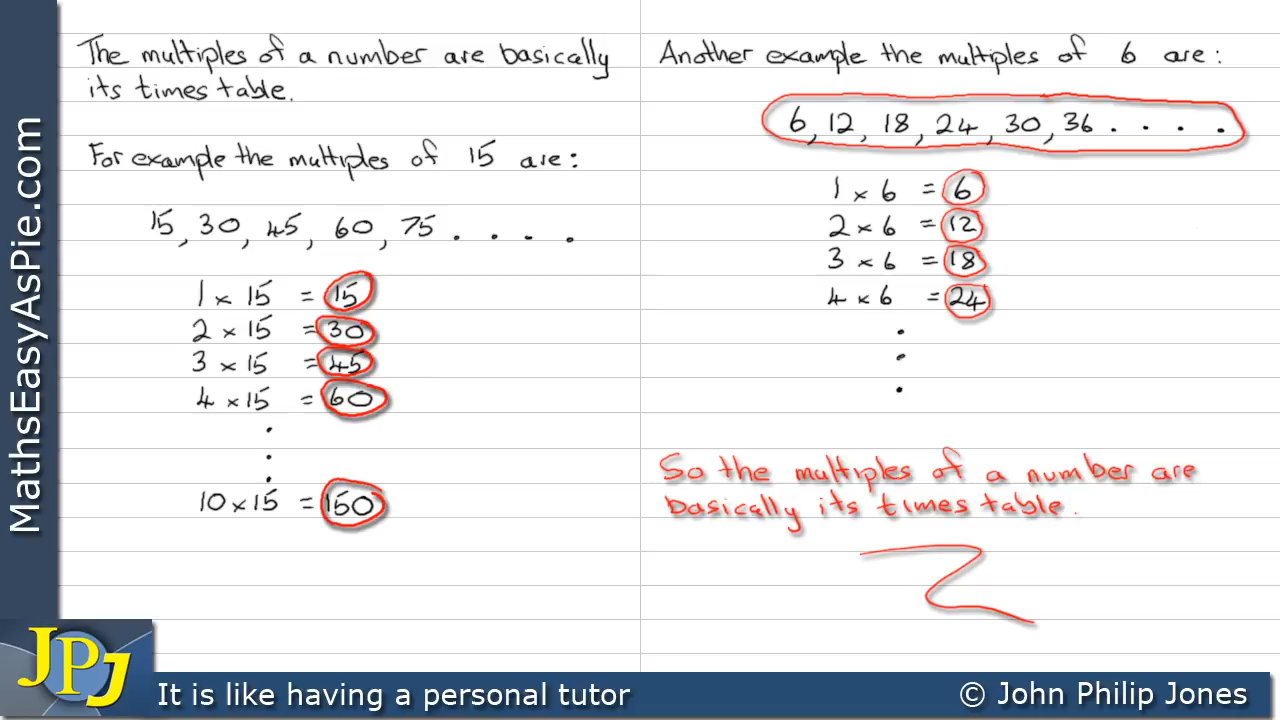 The multiples of a number are basically
its times table.
For example the multiples of 15 are:
15, 30, 45, 60, 75 . . . .
1 × 15 = 15
2 × 15 = 30
3 × 15 = 45
4 × 15 = 60
.
.
.
10 × 15 = 150
Another example the multiples of 6 are:
6, 12, 18, 24, 30, 36 . . . .
1 × 6 = 6
2 × 6 = 12
3 × 6 = 18
4 × 6 = 24
.
.
.
So the multiples of a number are
basically its times table.
MathsEasyAsPie.com
JPJ
It is like having a personal tutor
© John Philip Jones